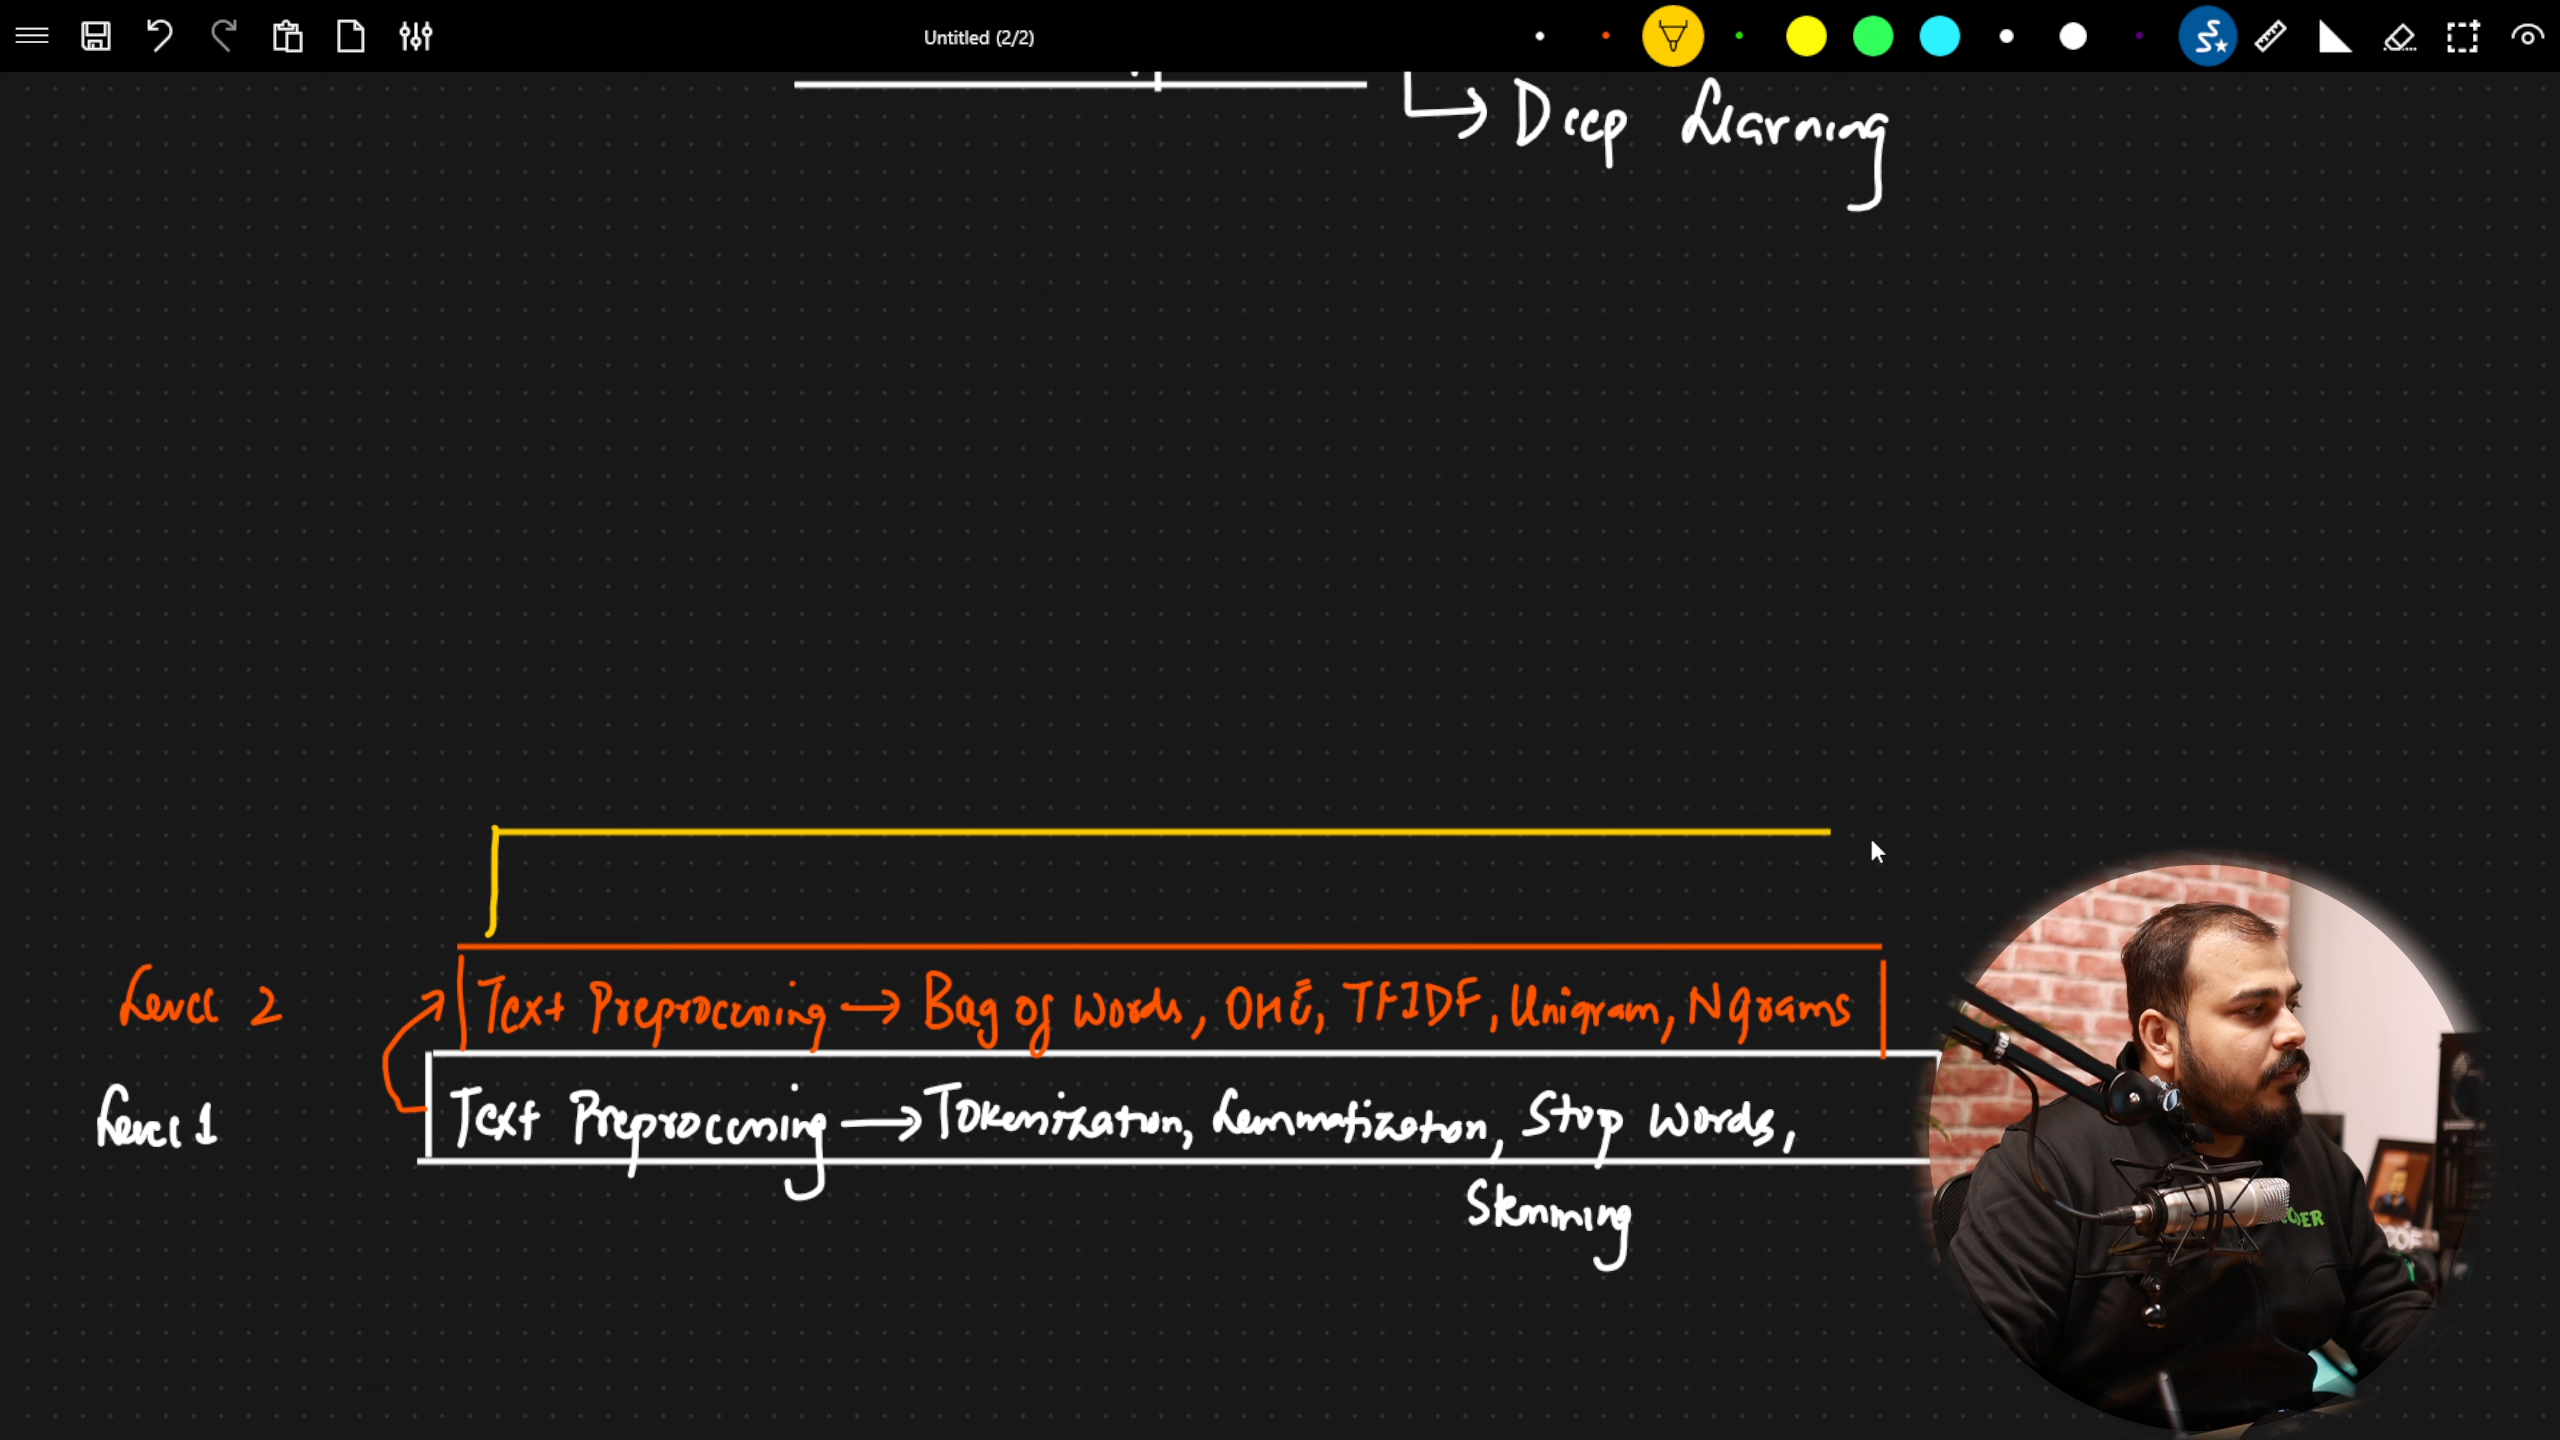 Untitled (2/2)
Deep Learning
Level 2
Text Preprocessing → Bag of Words, OHE, TFIDF, Unigram, Ngrams
Level 1
Text Preprocessing → Tokenization, Lemmatization, Stop Words,
Stemming